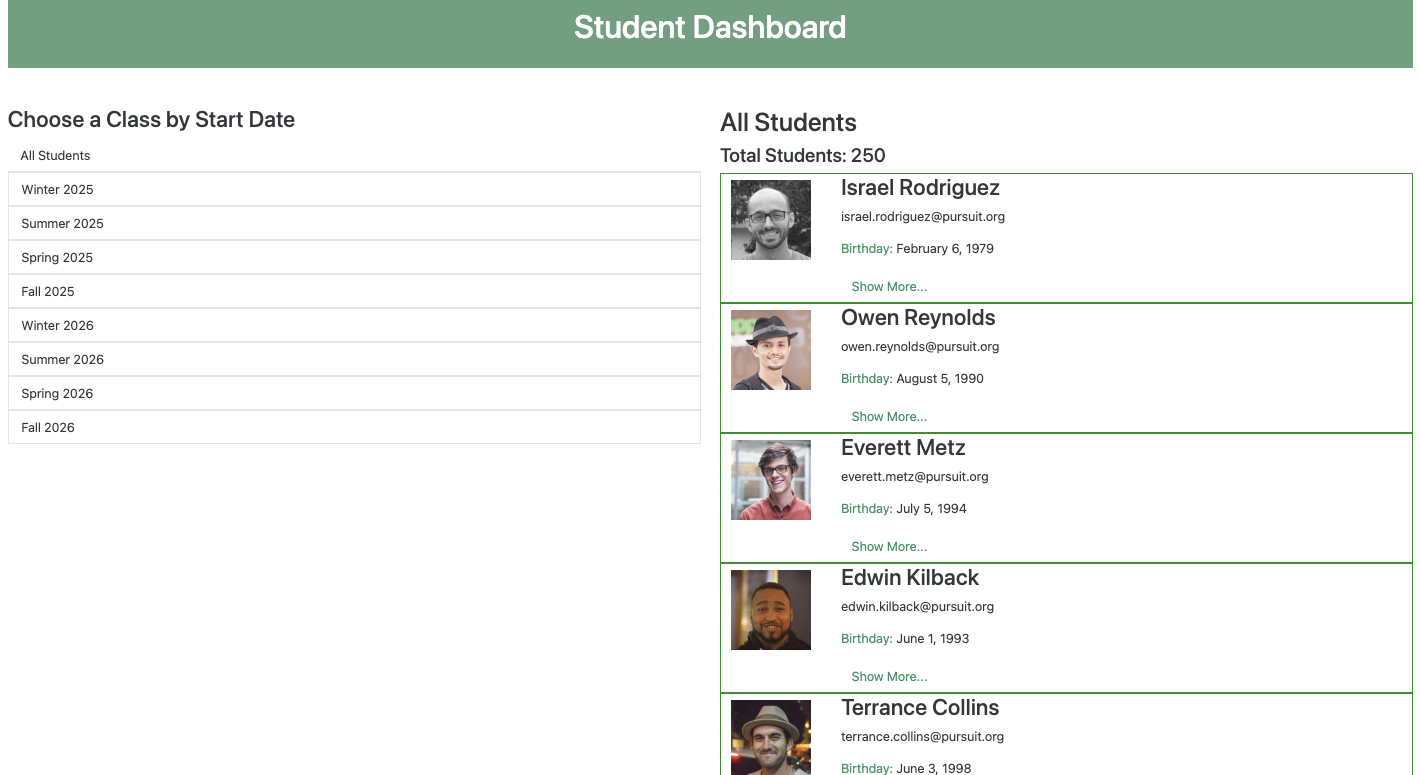 Student Dashboard
Choose a Class by Start Date
All Students
Winter 2025
Summer 2025
Spring 2025
Fall 2025
Winter 2026
Summer 2026
Spring 2026
Fall 2026
All Students
Total Students: 250
Israel Rodriguez
israel.rodriguez@pursuit.org
Birthday: February 6, 1979
Show More...
Owen Reynolds
owen.reynolds@pursuit.org
Birthday: August 5, 1990
Show More...
Everett Metz
everett.metz@pursuit.org
Birthday: July 5, 1994
Show More...
Edwin Kilback
edwin.kilback@pursuit.org
Birthday: June 1, 1993
Show More...
Terrance Collins
terrance.collins@pursuit.org
Birthday: June 3, 1998